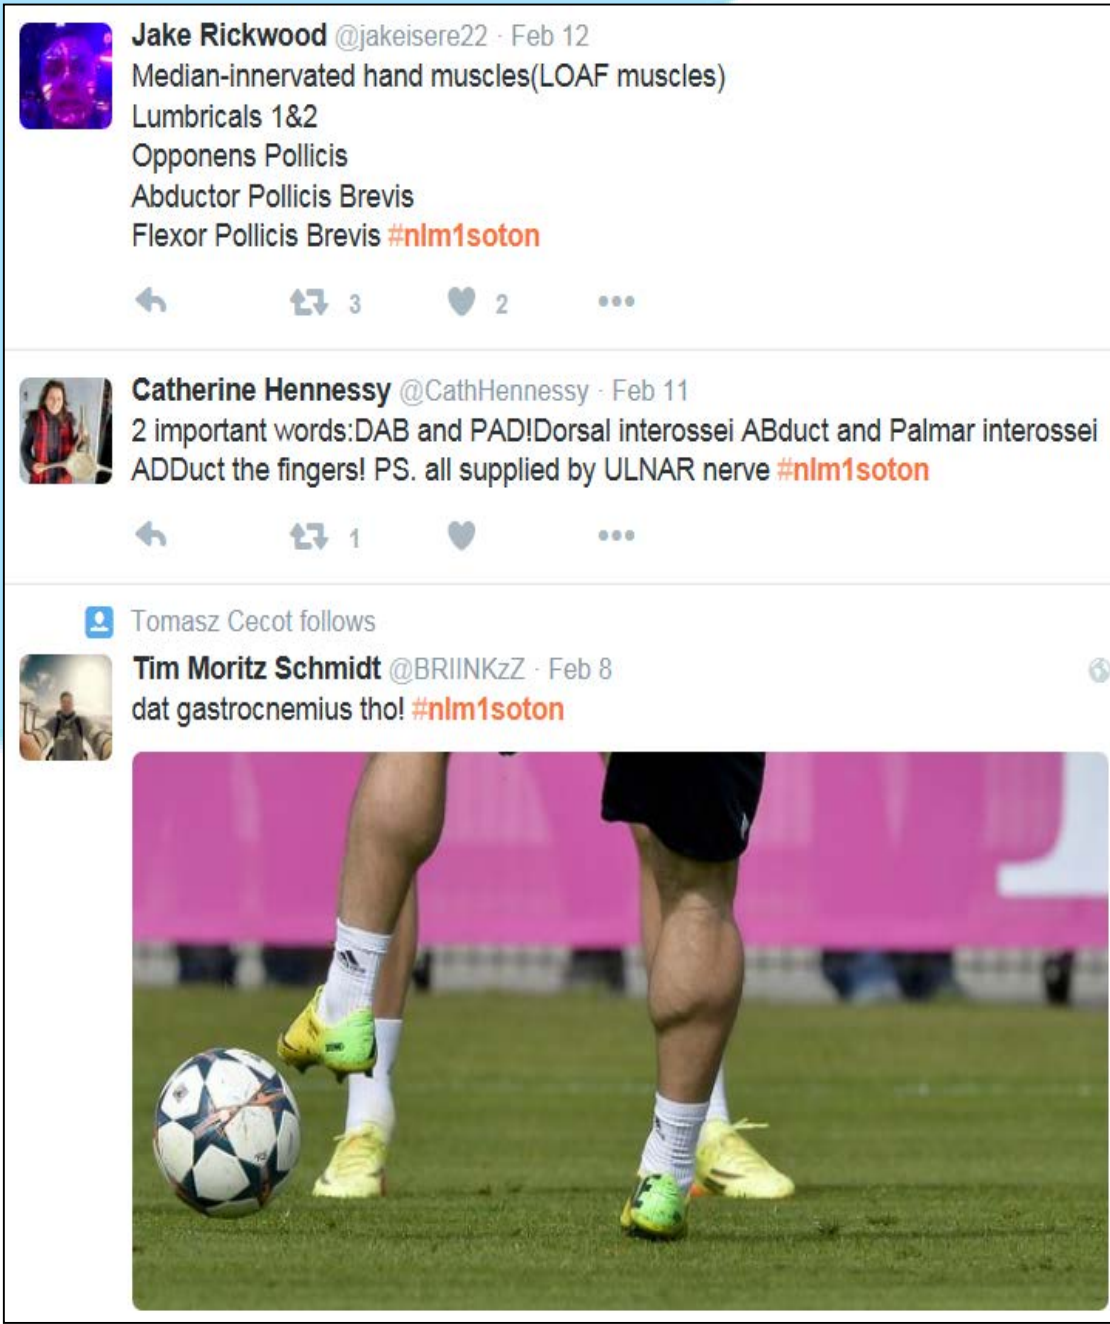 Jake Rickwood @jakeisere22 · Feb 12
Median-innervated hand muscles(LOAF muscles)
Lumbricals 1&2
Opponens Pollicis
Abductor Pollicis Brevis
Flexor Pollicis Brevis #nlm1soton
3 2
Catherine Hennessy @CathHennessy · Feb 11
2 important words:DAB and PAD!Dorsal interossei ABduct and Palmar interossei
ADDuct the fingers! PS. all supplied by ULNAR nerve #nlm1soton
1
Tomasz Cecot follows
Tim Moritz Schmidt @BRIINKzZ · Feb 8
dat gastrocnemius tho! #nlm1soton